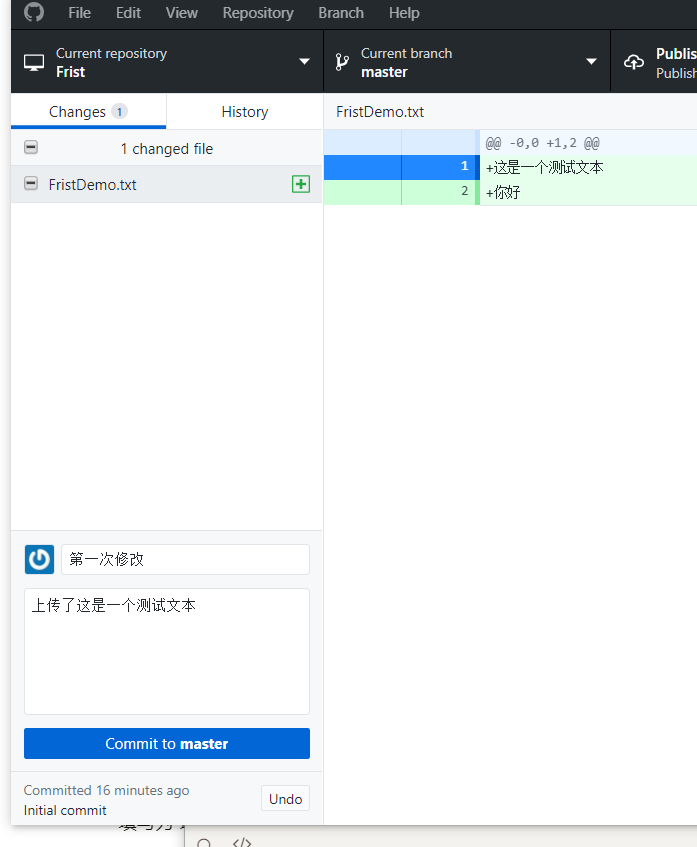 File Edit View Repository Branch Help
Current repository
Frist
Current branch
master
Publis
Publish
Changes 1
History
FristDemo.txt
1 changed file
FristDemo.txt
@@ -0,0 +1,2 @@
1 +这是一个测试文本
2 +你好
第一次修改
上传了这是一个测试文本
Commit to master
Committed 16 minutes ago
Initial commit
Undo